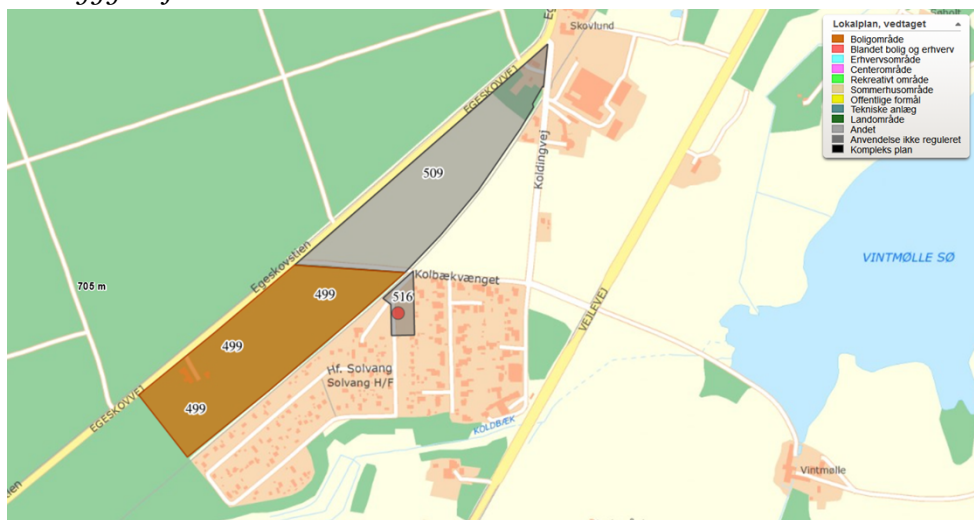 Skovlund
EGESKOVVEJ
Søholt
Lokalplan, vedtaget
Boligområde
Blandet bolig og erhverv
Erhvervsområde
Centerområde
Rekreativt område
Sommerhusområde
Offentlige formål
Tekniske anlæg
Landområde
Andet
Anvendelse ikke reguleret
Kompleks plan
509
Koldingvej
Egeskovstien
VINTMØLLE SØ
705 m
499
Kolbækvænget
516
499
VEJLEVEJ
Hf. Solvang
Solvang H/F
499
EGESKOVVEJ
KOLDBÆK
Vintmølle